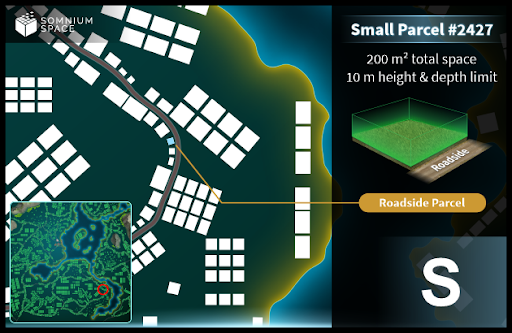 SOMNIUM
SPACE
Small Parcel #2427
200 m² total space
10 m height & depth limit
Roadside
Roadside Parcel
S